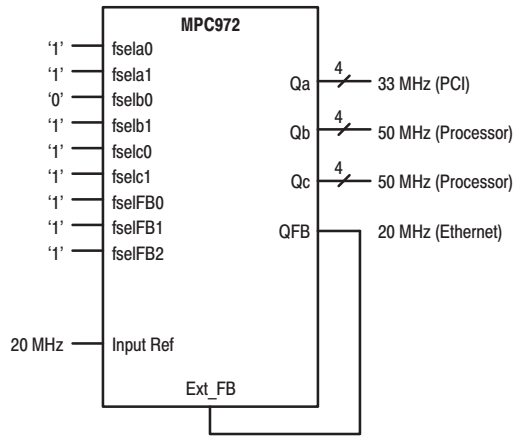 MPC972
‘1’ fsela0
‘1’ fsela1
‘0’ fselb0
‘1’ fselb1
‘1’ fselc0
‘1’ fselc1
‘1’ fselFB0
‘1’ fselFB1
‘1’ fselFB2
20 MHz Input Ref
Qa 4 33 MHz (PCI)
Qb 4 50 MHz (Processor)
Qc 4 50 MHz (Processor)
QFB 20 MHz (Ethernet)
Ext_FB